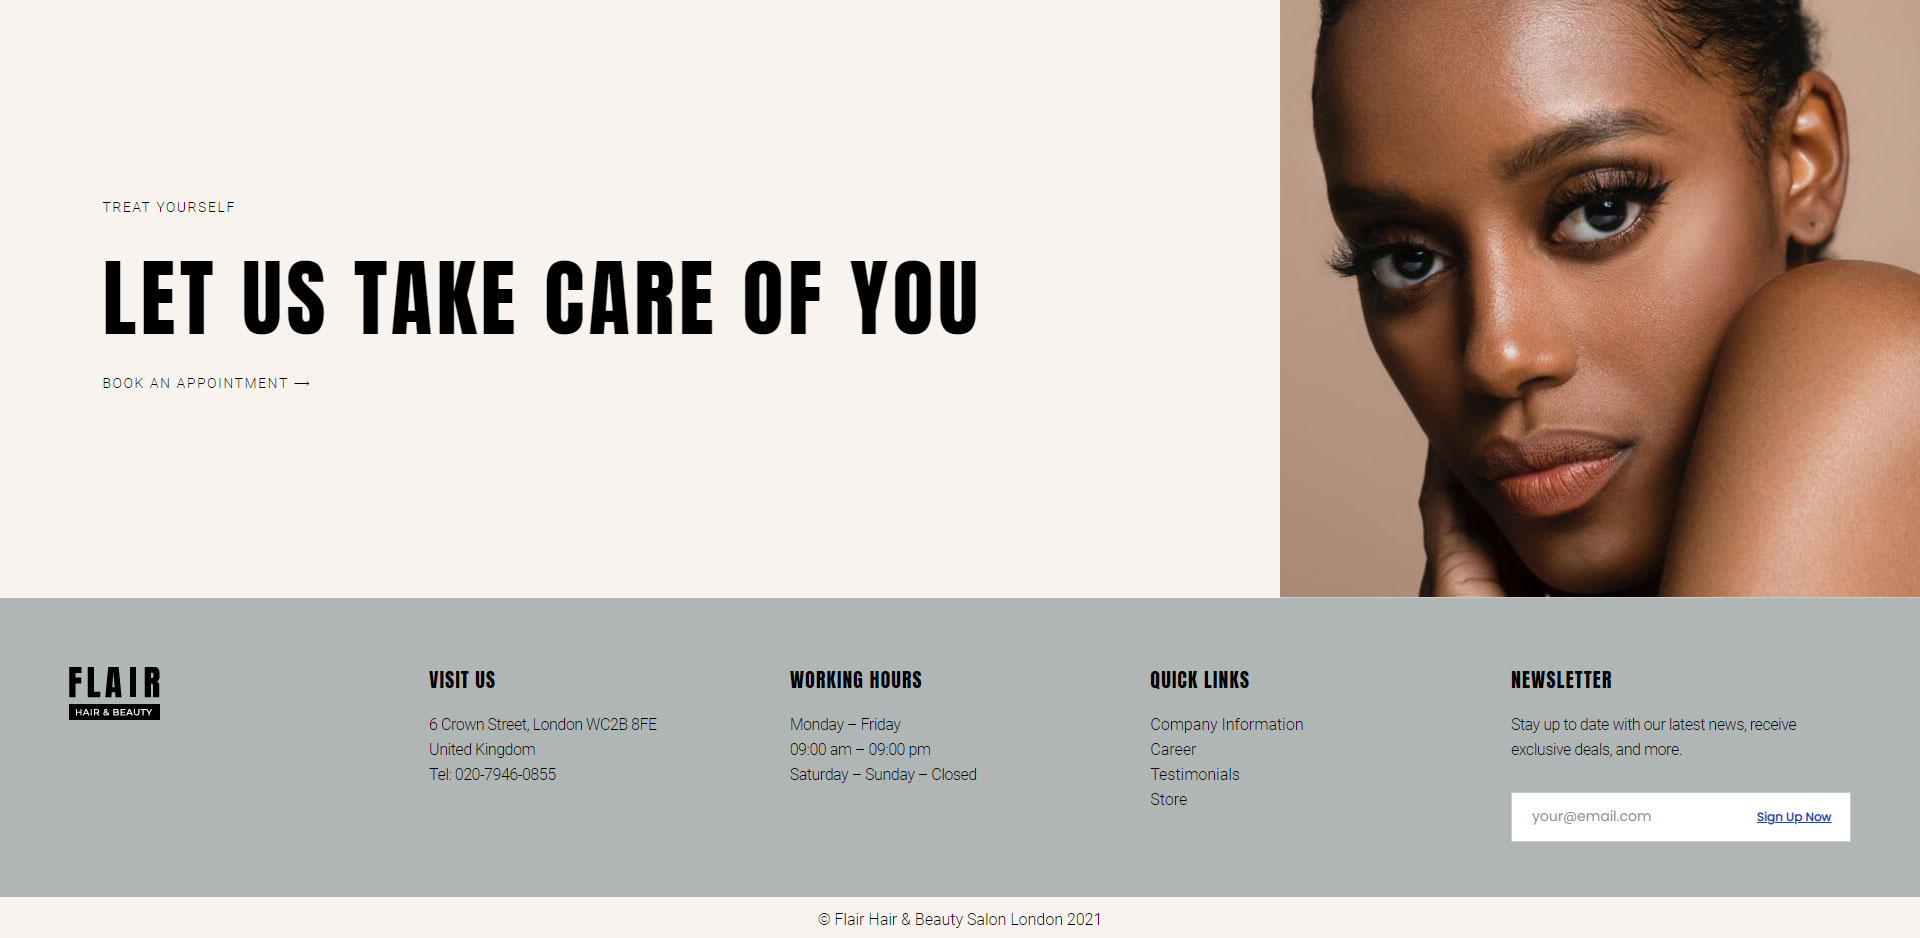 TREAT YOURSELF
LET US TAKE CARE OF YOU
BOOK AN APPOINTMENT ⟶
FLAIR
HAIR & BEAUTY
VISIT US
6 Crown Street, London WC2B 8FE
United Kingdom
Tel: 020-7946-0855
WORKING HOURS
Monday – Friday
09:00 am – 09:00 pm
Saturday – Sunday – Closed
QUICK LINKS
Company Information
Career
Testimonials
Store
NEWSLETTER
Stay up to date with our latest news, receive
exclusive deals, and more.
your@email.com
Sign Up Now
© Flair Hair & Beauty Salon London 2021